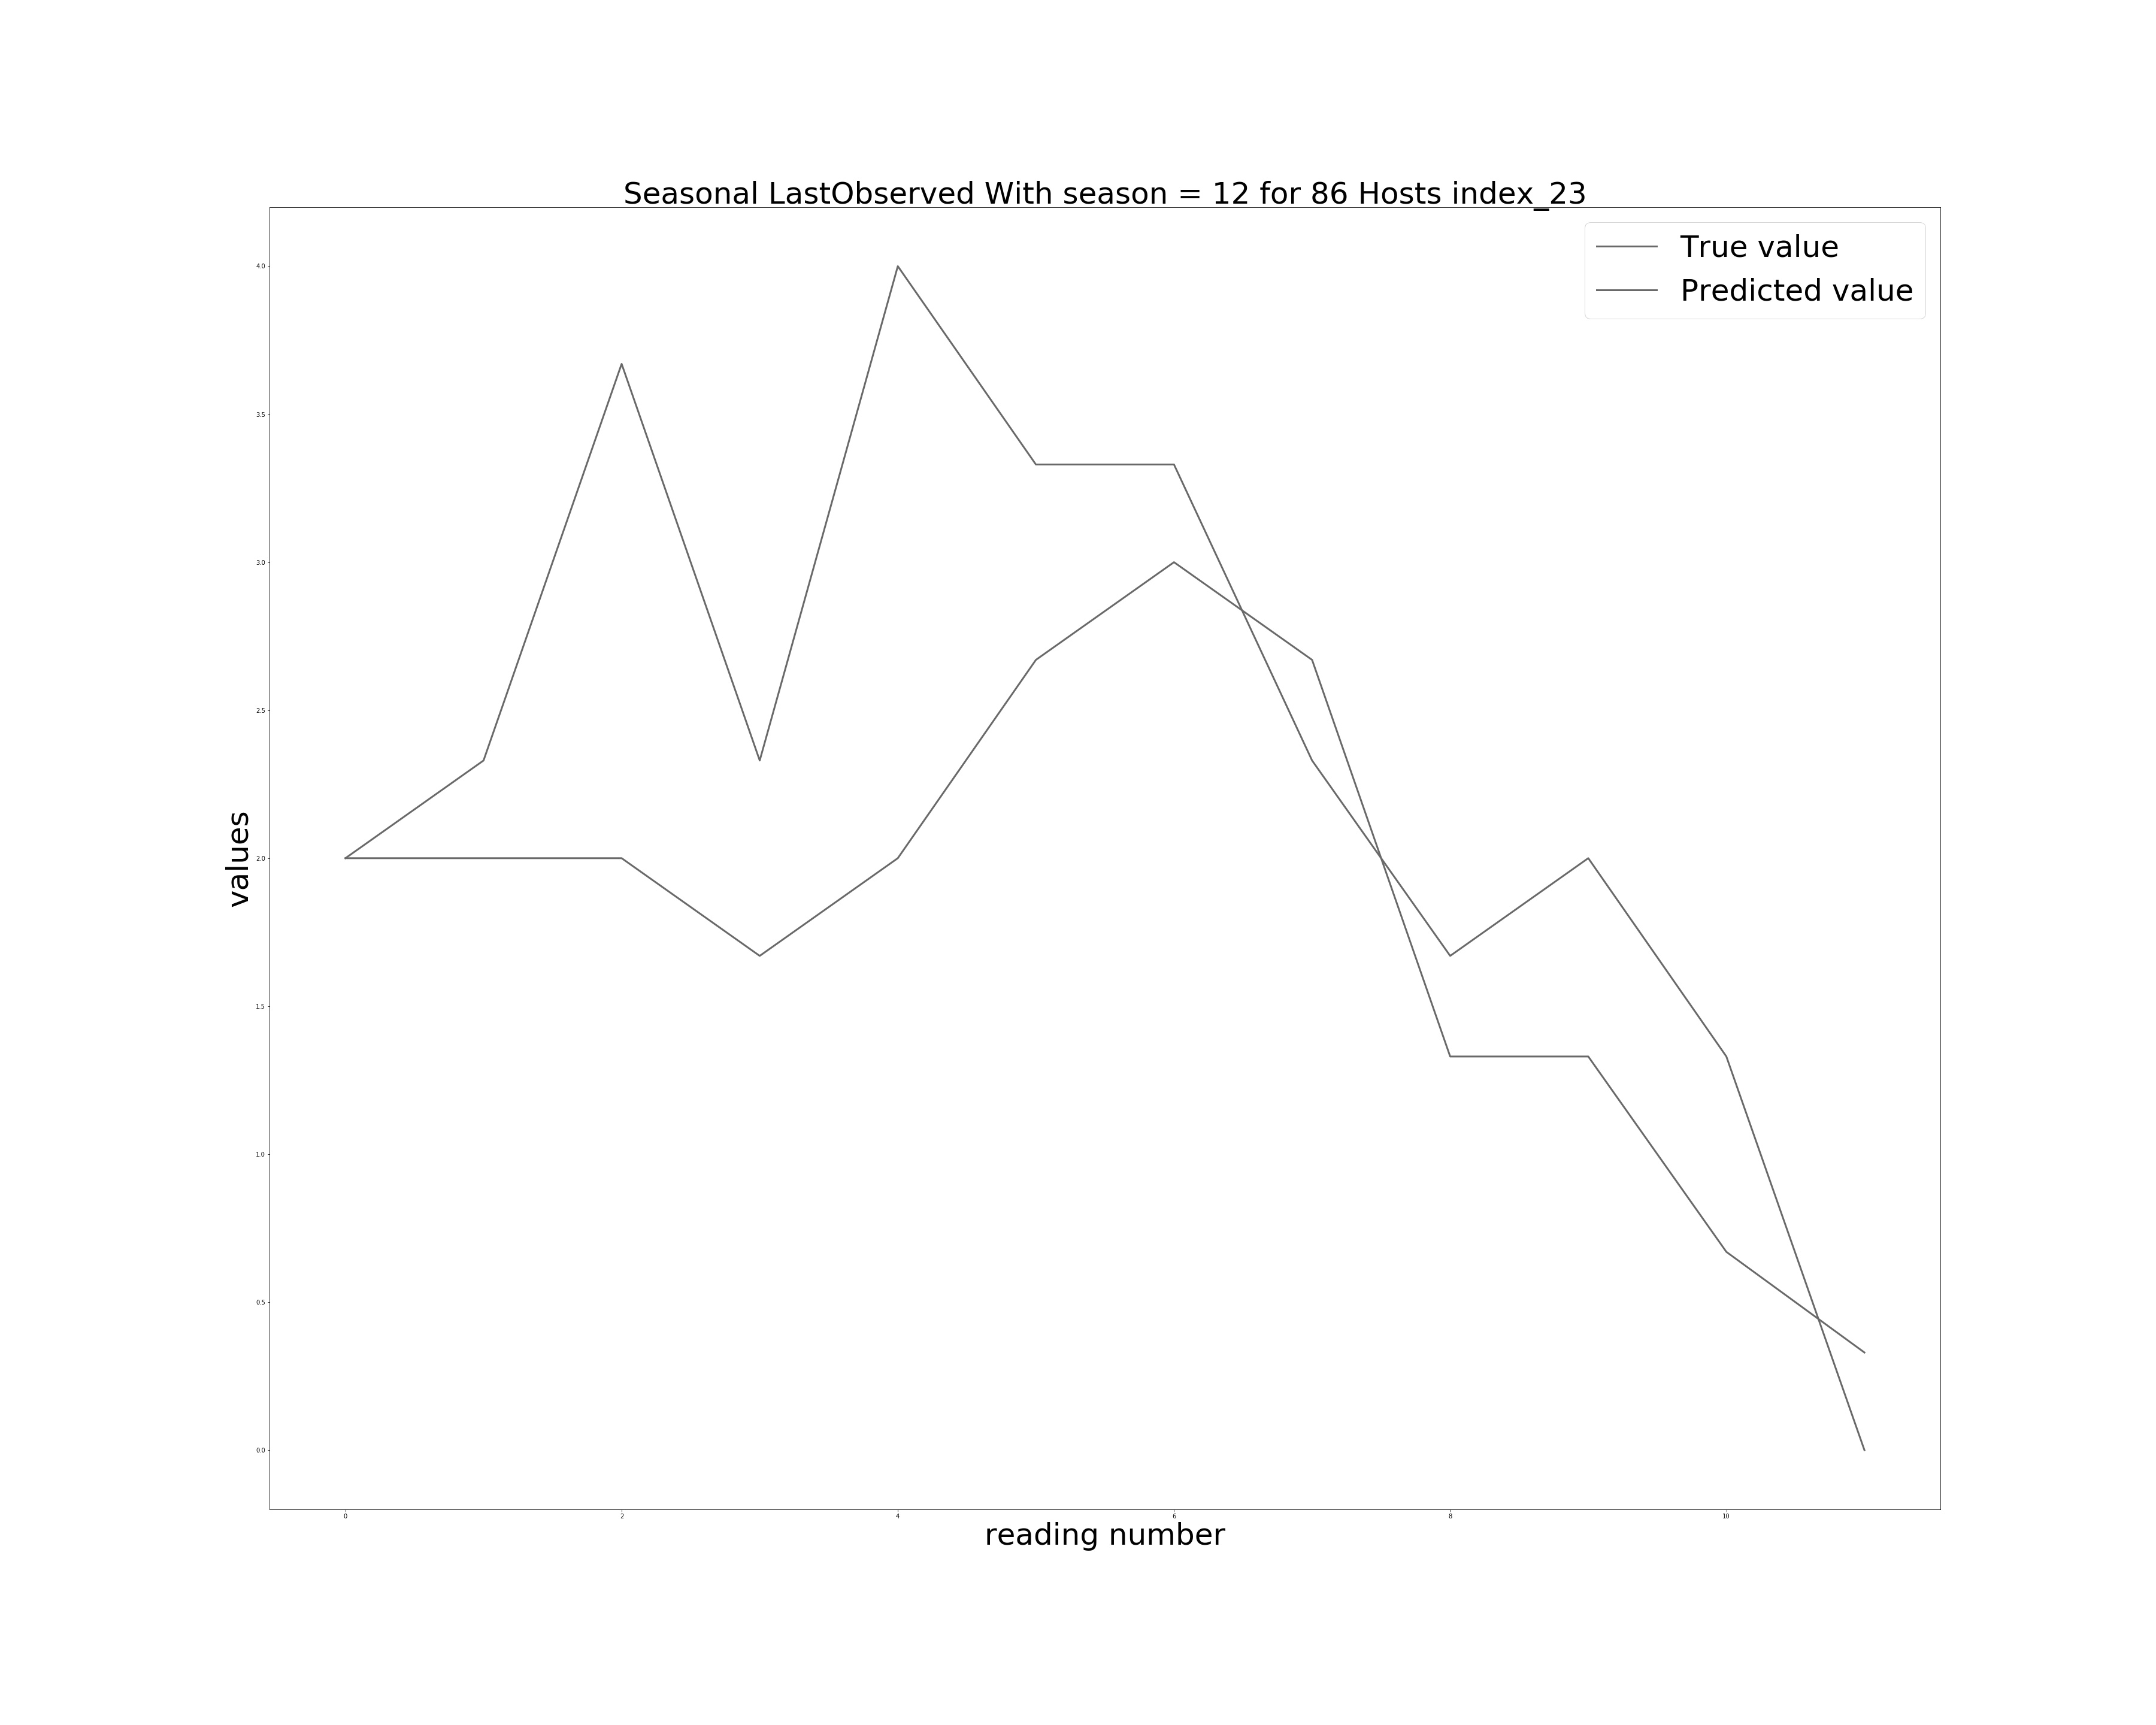 Seasonal LastObserved With season = 12 for 86 Hosts index_23
True value
Predicted value
4.0
3.5
3.0
2.5
2.0
1.5
1.0
0.5
0.0
values
0 2 4 6 8 10
reading number